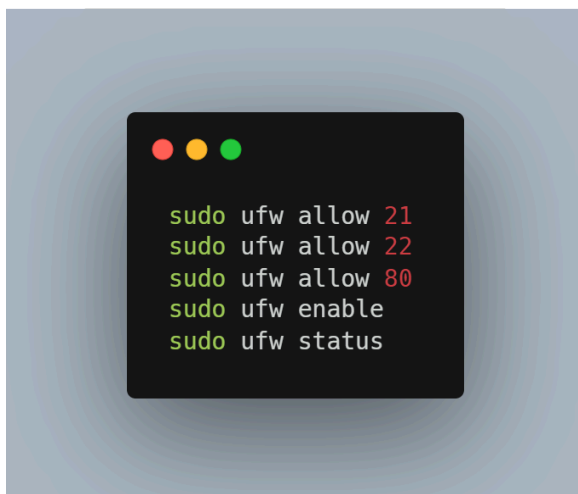 sudo ufw allow 21
sudo ufw allow 22
sudo ufw allow 80
sudo ufw enable
sudo ufw status